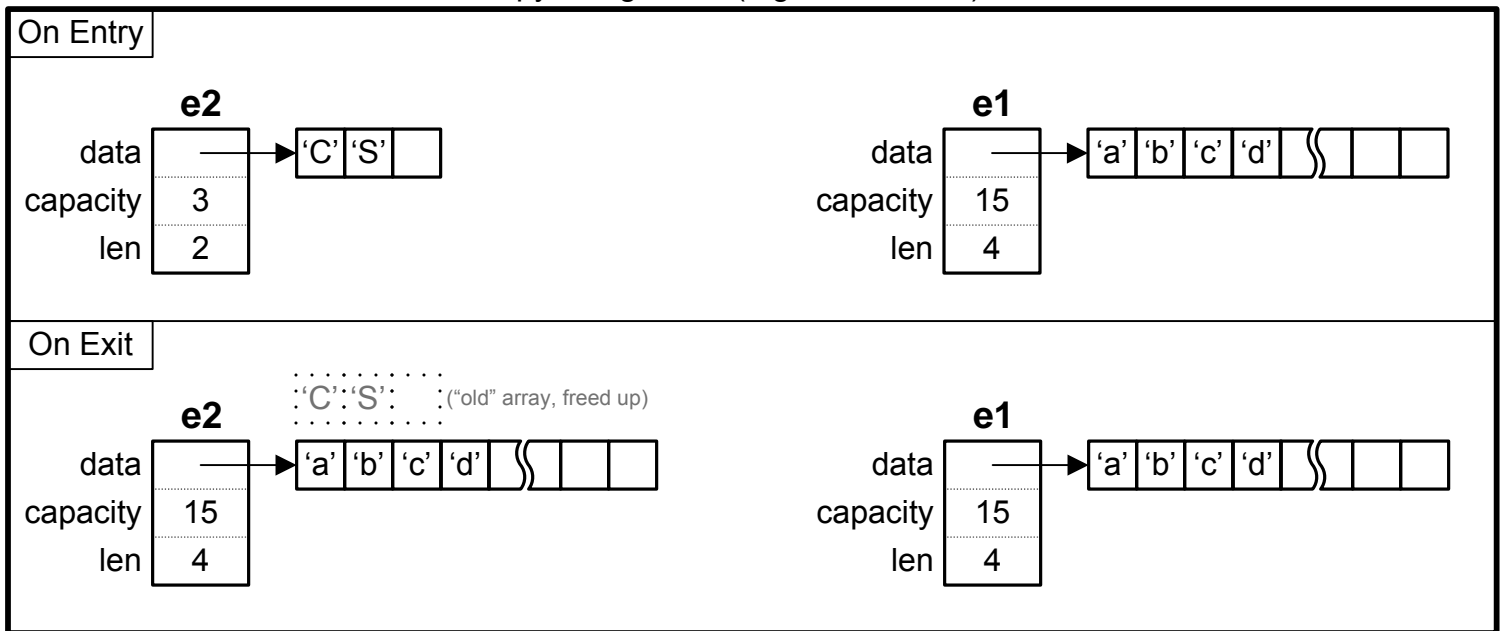 On Entry
e2
e1
data ‘C’ ‘S’
data ‘a’ ‘b’ ‘c’ ‘d’
capacity 3
capacity 15
len 2
len 4
On Exit
‘C’ ‘S’ (“old” array, freed up)
e2
e1
data ‘a’ ‘b’ ‘c’ ‘d’
data ‘a’ ‘b’ ‘c’ ‘d’
capacity 15
capacity 15
len 4
len 4